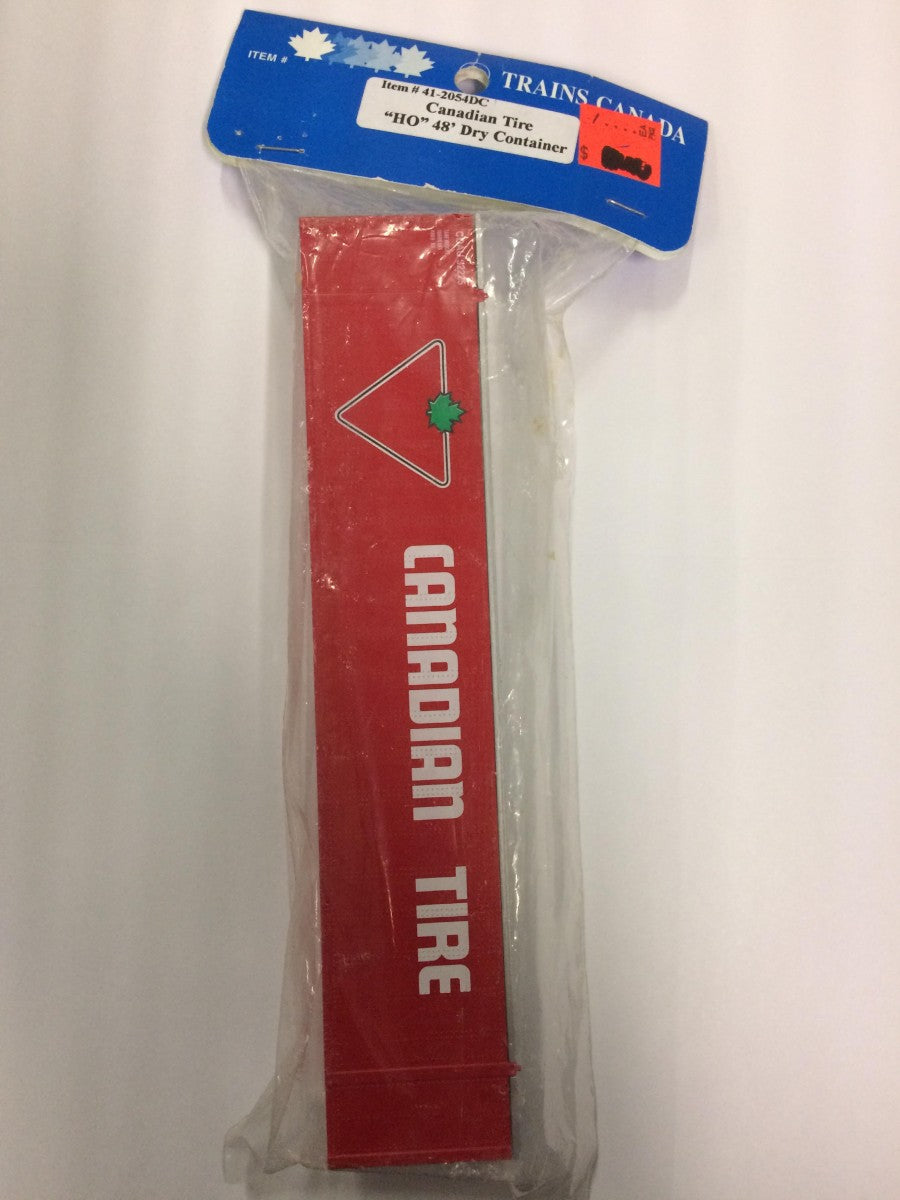 ITEM #
TRAINS CANADA
Item # 41-2054DC
Canadian Tire
“HO” 48’ Dry Container
$
CANADIAN TIRE